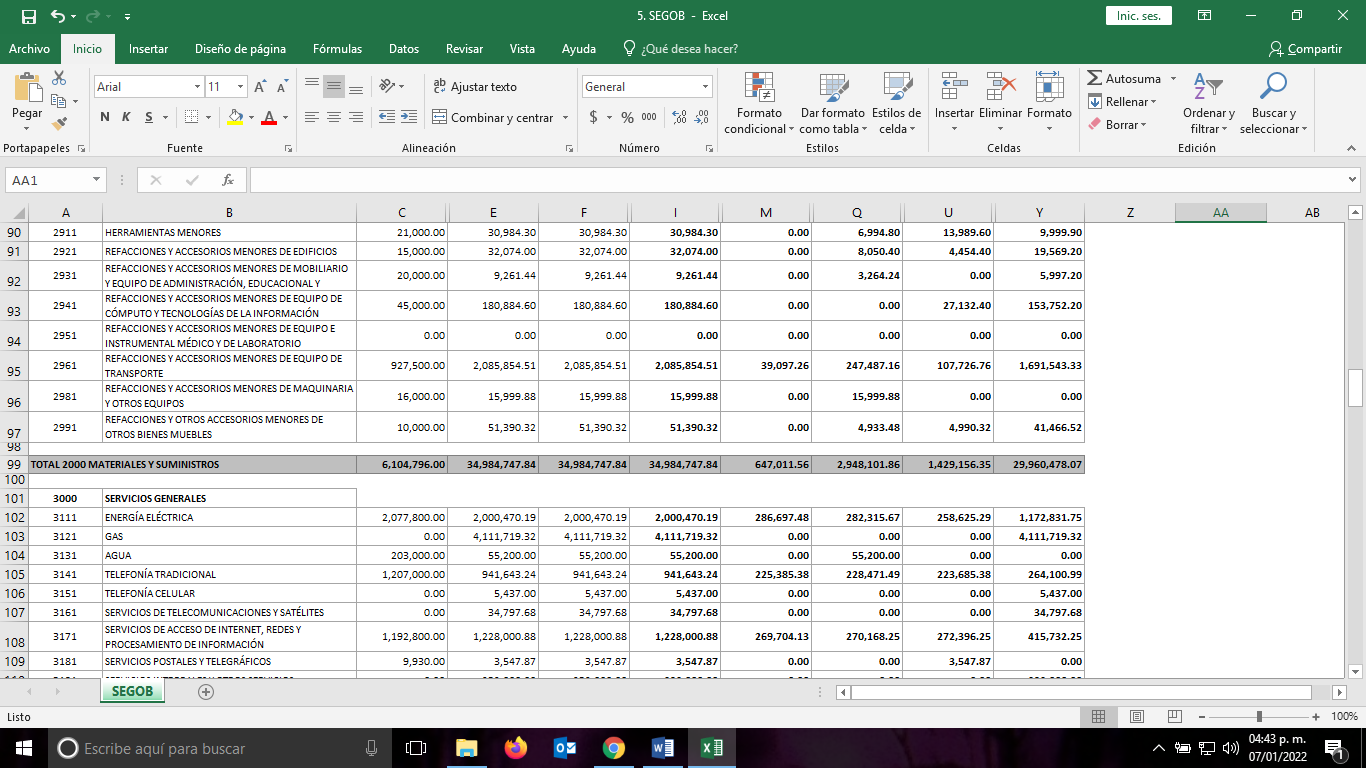 5. SEGOB - Excel
Inic. ses.
Archivo Inicio Insertar Diseño de página Fórmulas Datos Revisar Vista Ayuda ¿Qué desea hacer? Compartir
Pegar
Arial 11
N K S
Ajustar texto
Combinar y centrar
General
$ % 000
Formato condicional
Dar formato como tabla
Estilos de celda
Insertar Eliminar Formato
Autosuma
Rellenar
Borrar
Ordenar y filtrar
Buscar y seleccionar
Portapapeles Fuente Alineación Número Estilos Celdas Edición
AA1
A B C E F I M Q U Y Z AA AB
90 2911 HERRAMIENTAS MENORES 21,000.00 30,984.30 30,984.30 30,984.30 0.00 6,994.80 13,989.60 9,999.90
91 2921 REFACCIONES Y ACCESORIOS MENORES DE EDIFICIOS 15,000.00 32,074.00 32,074.00 32,074.00 0.00 8,050.40 4,454.40 19,569.20
92 2931 REFACCIONES Y ACCESORIOS MENORES DE MOBILIARIO
Y EQUIPO DE ADMINISTRACIÓN, EDUCACIONAL Y 20,000.00 9,261.44 9,261.44 9,261.44 0.00 3,264.24 0.00 5,997.20
93 2941 REFACCIONES Y ACCESORIOS MENORES DE EQUIPO DE
CÓMPUTO Y TECNOLOGÍAS DE LA INFORMACIÓN 45,000.00 180,884.60 180,884.60 180,884.60 0.00 0.00 27,132.40 153,752.20
94 2951 REFACCIONES Y ACCESORIOS MENORES DE EQUIPO E
INSTRUMENTAL MÉDICO Y DE LABORATORIO 0.00 0.00 0.00 0.00 0.00 0.00 0.00 0.00
95 2961 REFACCIONES Y ACCESORIOS MENORES DE EQUIPO DE
TRANSPORTE 927,500.00 2,085,854.51 2,085,854.51 2,085,854.51 39,097.26 247,487.16 107,726.76 1,691,543.33
96 2981 REFACCIONES Y ACCESORIOS MENORES DE MAQUINARIA
Y OTROS EQUIPOS 16,000.00 15,999.88 15,999.88 15,999.88 0.00 15,999.88 0.00 0.00
97 2991 REFACCIONES Y OTROS ACCESORIOS MENORES DE
OTROS BIENES MUEBLES 10,000.00 51,390.32 51,390.32 51,390.32 0.00 4,933.48 4,990.32 41,466.52
98
99 TOTAL 2000 MATERIALES Y SUMINISTROS 6,104,796.00 34,984,747.84 34,984,747.84 34,984,747.84 647,011.56 2,948,101.86 1,429,156.35 29,960,478.07
100
101 3000 SERVICIOS GENERALES
102 3111 ENERGÍA ELÉCTRICA 2,077,800.00 2,000,470.19 2,000,470.19 2,000,470.19 286,697.48 282,315.67 258,625.29 1,172,831.75
103 3121 GAS 0.00 4,111,719.32 4,111,719.32 4,111,719.32 0.00 0.00 0.00 4,111,719.32
104 3131 AGUA 203,000.00 55,200.00 55,200.00 55,200.00 0.00 55,200.00 0.00 0.00
105 3141 TELEFONÍA TRADICIONAL 1,207,000.00 941,643.24 941,643.24 941,643.24 225,385.38 228,471.49 223,685.38 264,100.99
106 3151 TELEFONÍA CELULAR 0.00 5,437.00 5,437.00 5,437.00 0.00 0.00 0.00 5,437.00
107 3161 SERVICIOS DE TELECOMUNICACIONES Y SATÉLITES 0.00 34,797.68 34,797.68 34,797.68 0.00 0.00 0.00 34,797.68
108 3171 SERVICIOS DE ACCESO DE INTERNET, REDES Y
PROCESAMIENTO DE INFORMACIÓN 1,192,800.00 1,228,000.88 1,228,000.88 1,228,000.88 269,704.13 270,168.25 272,396.25 415,732.25
109 3181 SERVICIOS POSTALES Y TELEGRÁFICOS 9,930.00 3,547.87 3,547.87 3,547.87 0.00 0.00 3,547.87 0.00
SEGOB
Listo 100%
Escribe aquí para buscar
04:43 p. m.
07/01/2022
1